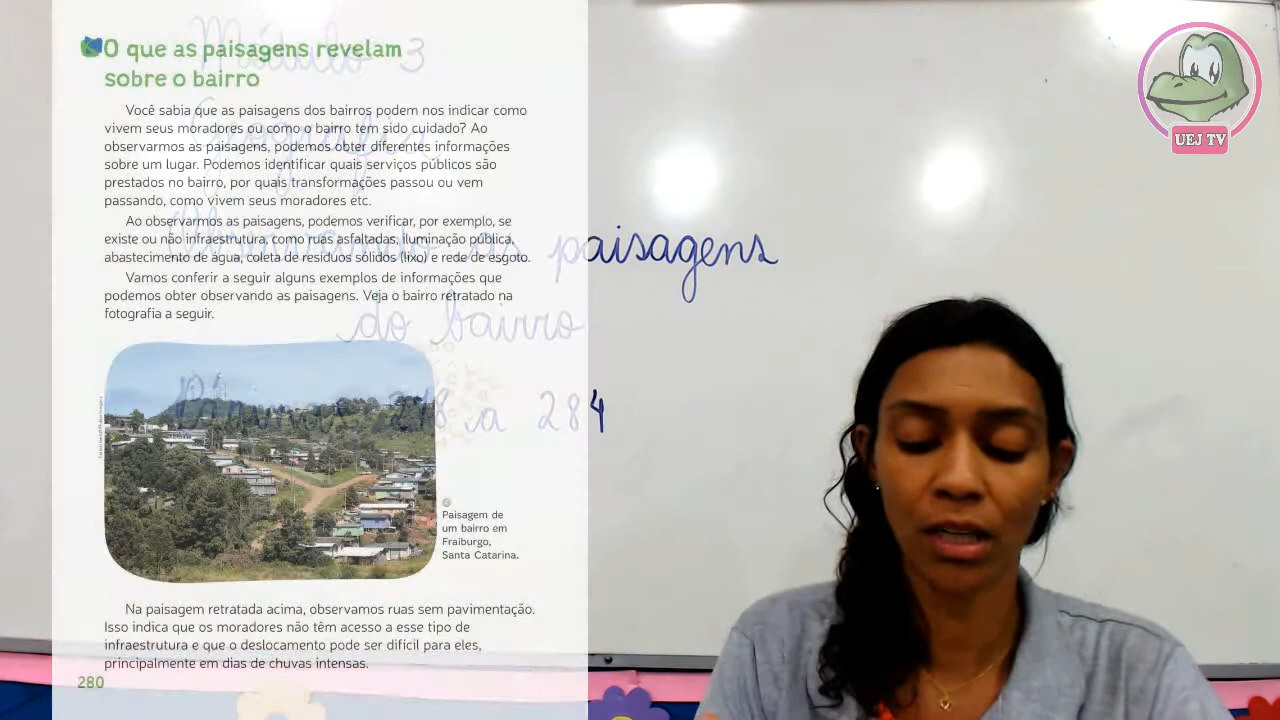 O que as paisagens revelam
sobre o bairro
Você sabia que as paisagens dos bairros podem nos indicar como
vivem seus moradores ou como o bairro tem sido cuidado? Ao
observarmos as paisagens, podemos obter diferentes informações
sobre um lugar. Podemos identificar quais serviços públicos são
prestados no bairro, por quais transformações passou ou vem
passando, como vivem seus moradores etc.
Ao observarmos as paisagens, podemos verificar, por exemplo, se
existe ou não infraestrutura, como ruas asfaltadas, iluminação pública,
abastecimento de água, coleta de resíduos sólidos (lixo) e rede de esgoto.
Vamos conferir a seguir alguns exemplos de informações que
podemos obter observando as paisagens. Veja o bairro retratado na
fotografia a seguir.
Paisagem de
um bairro em
Fraiburgo,
Santa Catarina.
Na paisagem retratada acima, observamos ruas sem pavimentação.
Isso indica que os moradores não têm acesso a esse tipo de
infraestrutura e que o deslocamento pode ser difícil para eles,
principalmente em dias de chuvas intensas.
280
Módulo 3
Geografia
Observando as paisagens
do bairro
a 284
UEJ TV